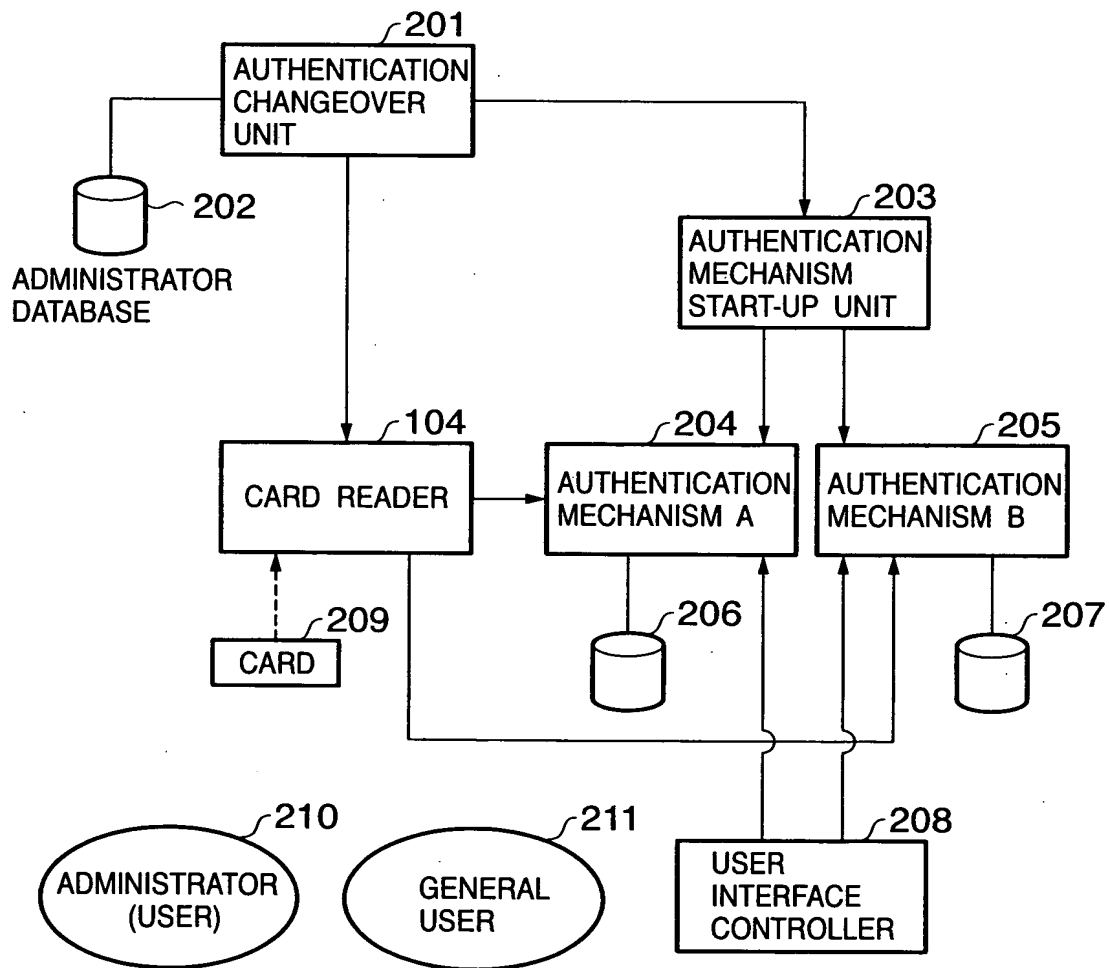 201
AUTHENTICATION
CHANGEOVER
UNIT
202
ADMINISTRATOR
DATABASE
203
AUTHENTICATION
MECHANISM
START-UP UNIT
104
CARD READER
204
AUTHENTICATION
MECHANISM A
205
AUTHENTICATION
MECHANISM B
209
CARD
206
207
210
ADMINISTRATOR
(USER)
211
GENERAL
USER
208
USER
INTERFACE
CONTROLLER